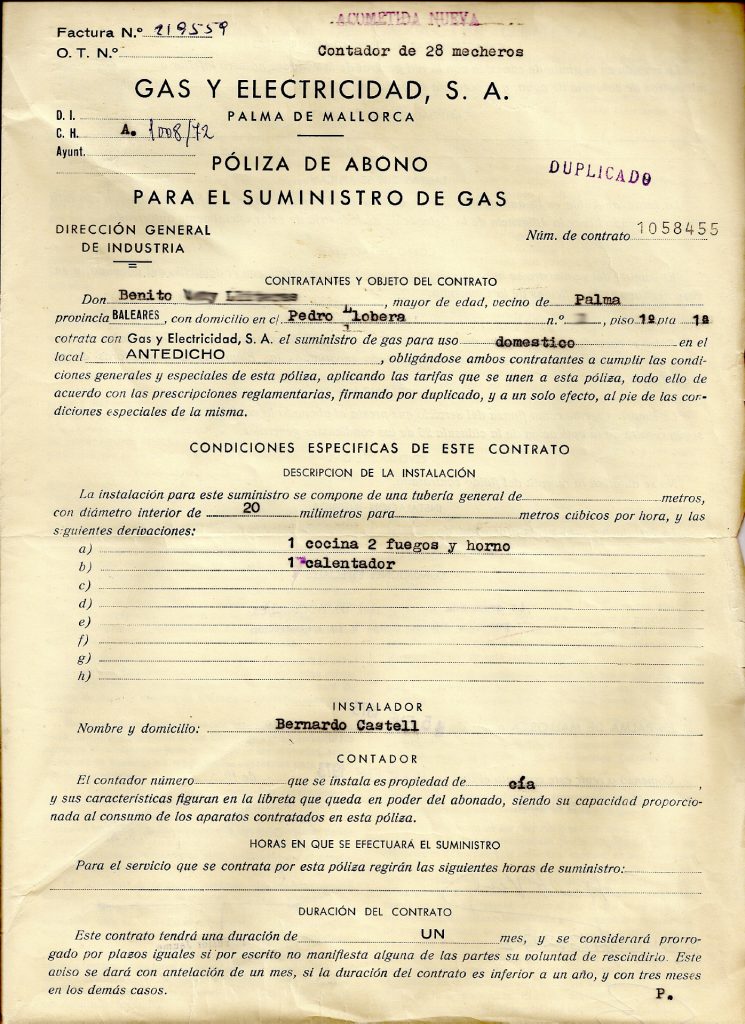 ACOMETIDA NUEVA
Factura N.º 219559
O. T. N.º
Contador de 28 mecheros
GAS Y ELECTRICIDAD, S. A.
PALMA DE MALLORCA
D. I.
C. H. A. 1008/72
Ayunt.
PÓLIZA DE ABONO
DUPLICADO
PARA EL SUMINISTRO DE GAS
DIRECCIÓN GENERAL
DE INDUSTRIA
Núm. de contrato 1058455
CONTRATANTES Y OBJETO DEL CONTRATO
Don Benito , mayor de edad, vecino de Palma
provincia BALEARES, con domicilio en c/ Pedro Llobera n.º , piso 1º pta 1ª
cotrata con Gas y Electricidad, S. A. el suministro de gas para uso domestico en el
local ANTEDICHO, obligándose ambos contratantes a cumplir las condi-
ciones generales y especiales de esta póliza, aplicando las tarifas que se unen a esta póliza, todo ello de
acuerdo con las prescripciones reglamentarias, firmando por duplicado, y a un solo efecto, al pie de las con-
diciones especiales de la misma.
CONDICIONES ESPECIFICAS DE ESTE CONTRATO
DESCRIPCION DE LA INSTALACIÓN
La instalación para este suministro se compone de una tubería general de metros,
con diámetro interior de 20 milímetros para metros cúbicos por hora, y las
siguientes derivaciones:
a) 1 cocina 2 fuegos y horno
b) 1 calentador
c)
d)
e)
f)
g)
h)
INSTALADOR
Nombre y domicilio: Bernardo Castell
CONTADOR
El contador número que se instala es propiedad de cía ,
y sus características figuran en la libreta que queda en poder del abonado, siendo su capacidad proporcio-
nada al consumo de los aparatos contratados en esta póliza.
HORAS EN QUE SE EFECTUARÁ EL SUMINISTRO
Para el servicio que se contrata por esta póliza regirán las siguientes horas de suministro:
DURACIÓN DEL CONTRATO
Este contrato tendrá una duración de UN mes, y se considerará prorro-
gado por plazos iguales si por escrito no manifiesta alguna de las partes su voluntad de rescindirlo. Este
aviso se dará con antelación de un mes, si la duración del contrato es inferior a un año, y con tres meses
en los demás casos.
P.